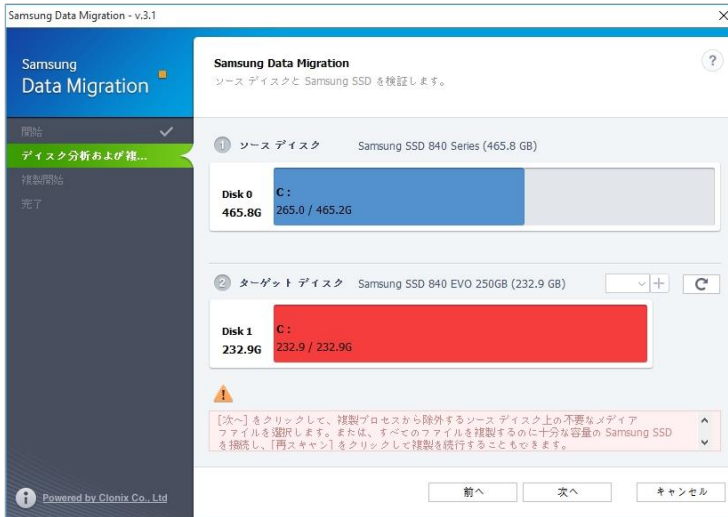 Samsung Data Migration - v.3.1
Samsung
Data Migration
Samsung Data Migration
ソース ディスクと Samsung SSD を検証します。
?
開始
ディスク分析および複...
複製開始
完了
1 ソース ディスク Samsung SSD 840 Series (465.8 GB)
Disk 0
465.8G
C :
265.0 / 465.2G
2 ターゲット ディスク Samsung SSD 840 EVO 250GB (232.9 GB)
Disk 1
232.9G
C :
232.9 / 232.9G
[次へ] をクリックして、複製プロセスから除外するソース ディスク上の不要なメディア
ファイルを選択します。または、すべてのファイルを複製するのに十分な容量の Samsung SSD
を接続し、[再スキャン] をクリックして複製を続行することもできます。
Powered by Clonix Co., Ltd
前へ
次へ
キャンセル